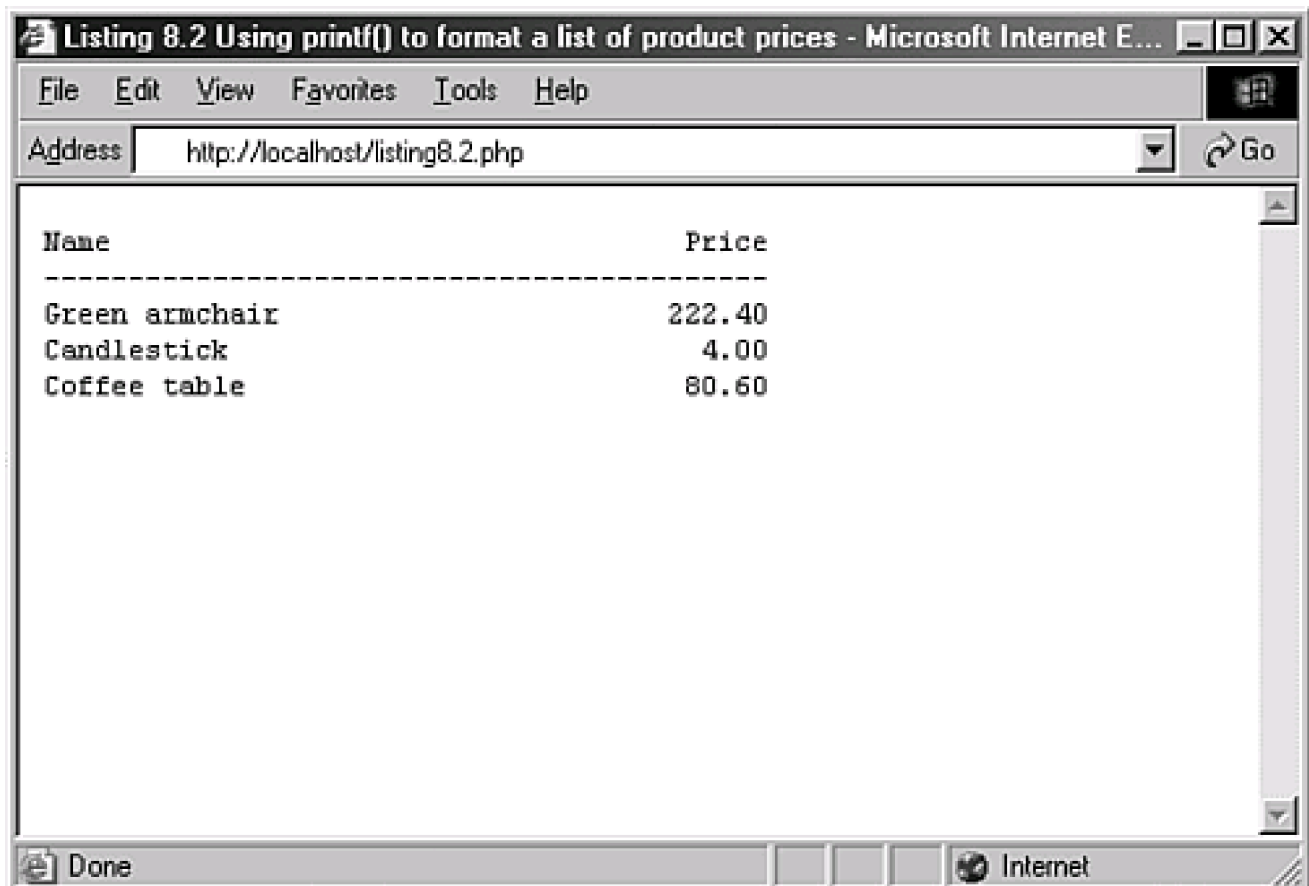 Listing 8.2 Using printf() to format a list of product prices - Microsoft Internet E...
File Edit View Favorites Tools Help
Address http://localhost/listing8.2.php Go
Name Price
-------------------------------------------
Green armchair 222.40
Candlestick 4.00
Coffee table 80.60
Done Internet